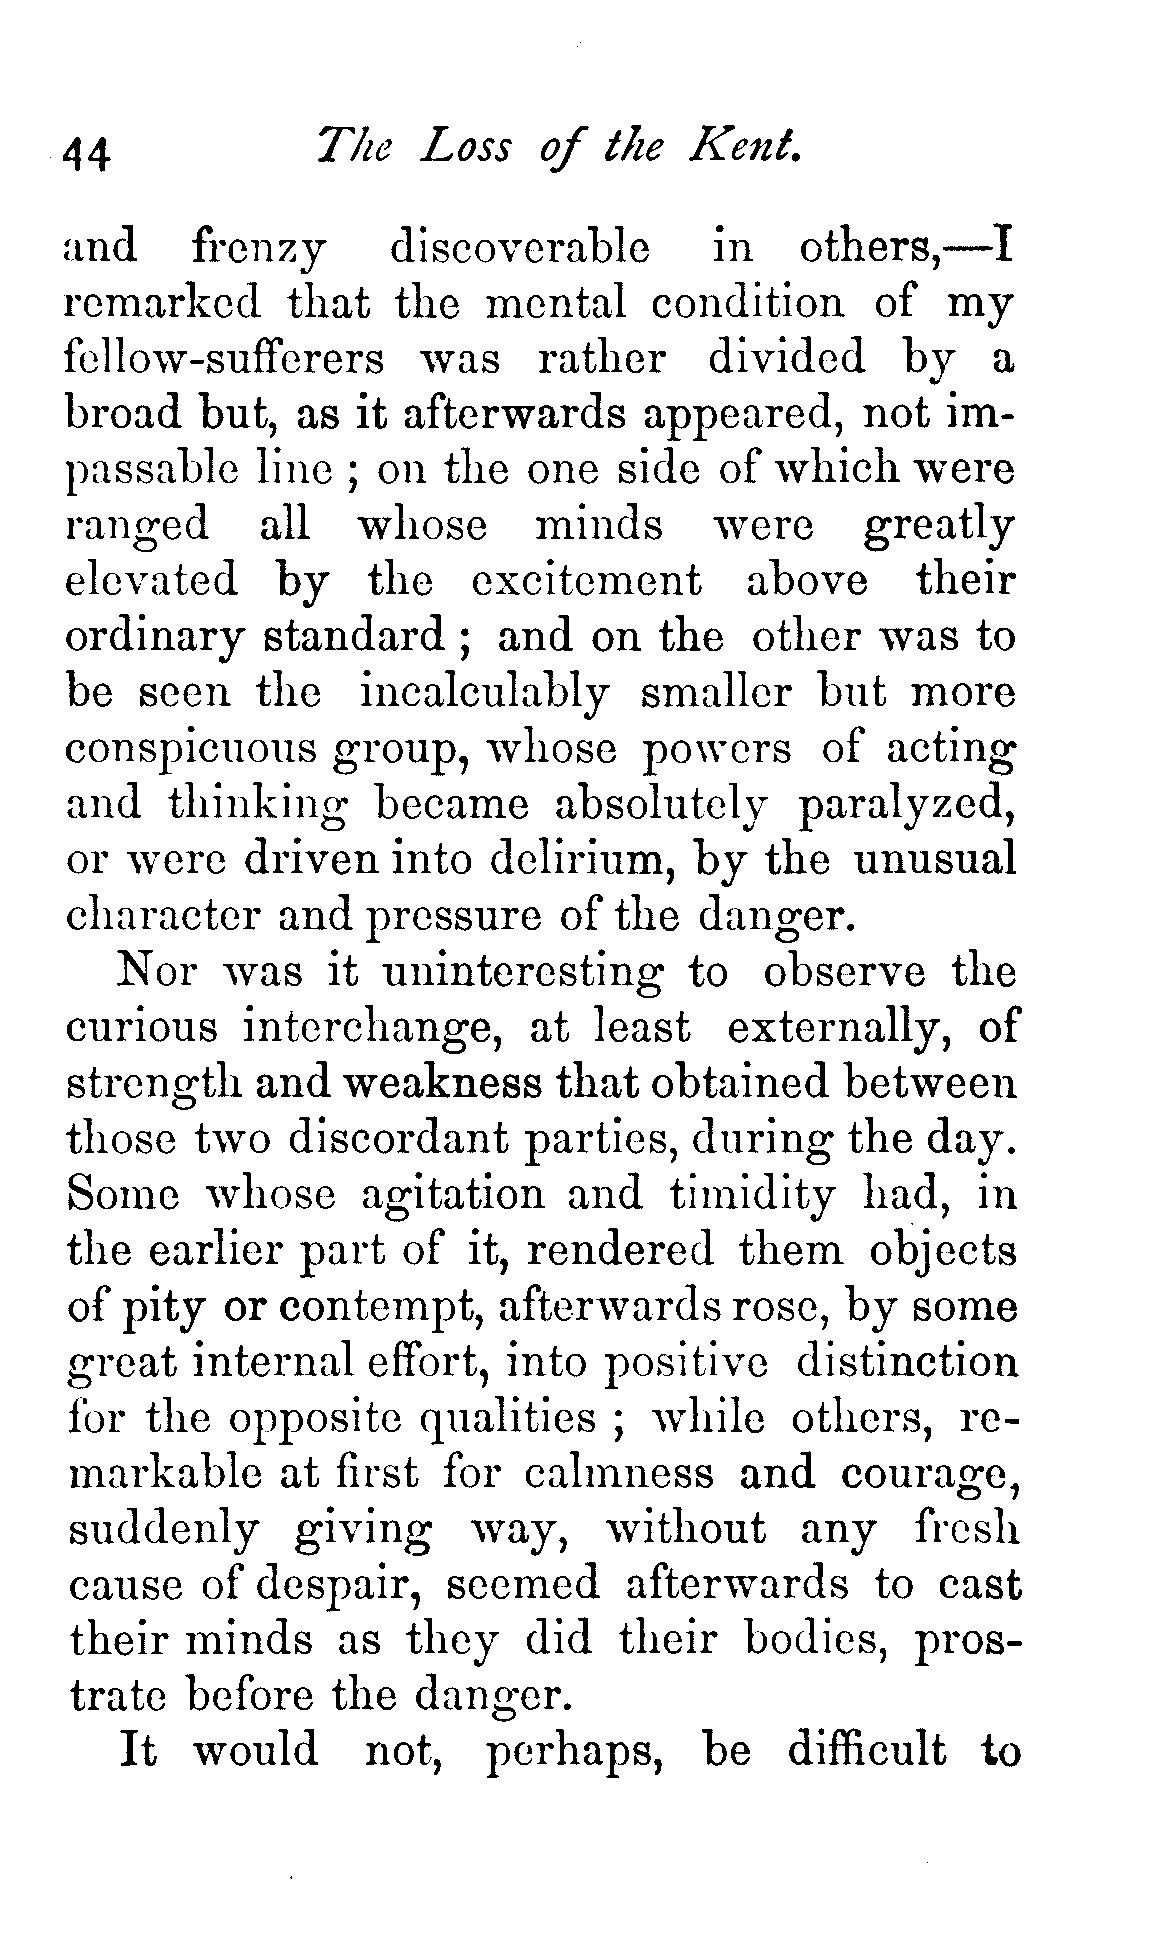 44 The Loss of the Kent.
and frenzy discoverable in others,—I
remarked that the mental condition of my
fellow-sufferers was rather divided by a
broad but, as it afterwards appeared, not im-
passable line ; on the one side of which were
ranged all whose minds were greatly
elevated by the excitement above their
ordinary standard ; and on the other was to
be seen the incalculably smaller but more
conspicuous group, whose powers of acting
and thinking became absolutely paralyzed,
or were driven into delirium, by the unusual
character and pressure of the danger.
Nor was it uninteresting to observe the
curious interchange, at least externally, of
strength and weakness that obtained between
those two discordant parties, during the day.
Some whose agitation and timidity had, in
the earlier part of it, rendered them objects
of pity or contempt, afterwards rose, by some
great internal effort, into positive distinction
for the opposite qualities ; while others, re-
markable at first for calmness and courage,
suddenly giving way, without any fresh
cause of despair, seemed afterwards to cast
their minds as they did their bodies, pros-
trate before the danger.
It would not, perhaps, be difficult to